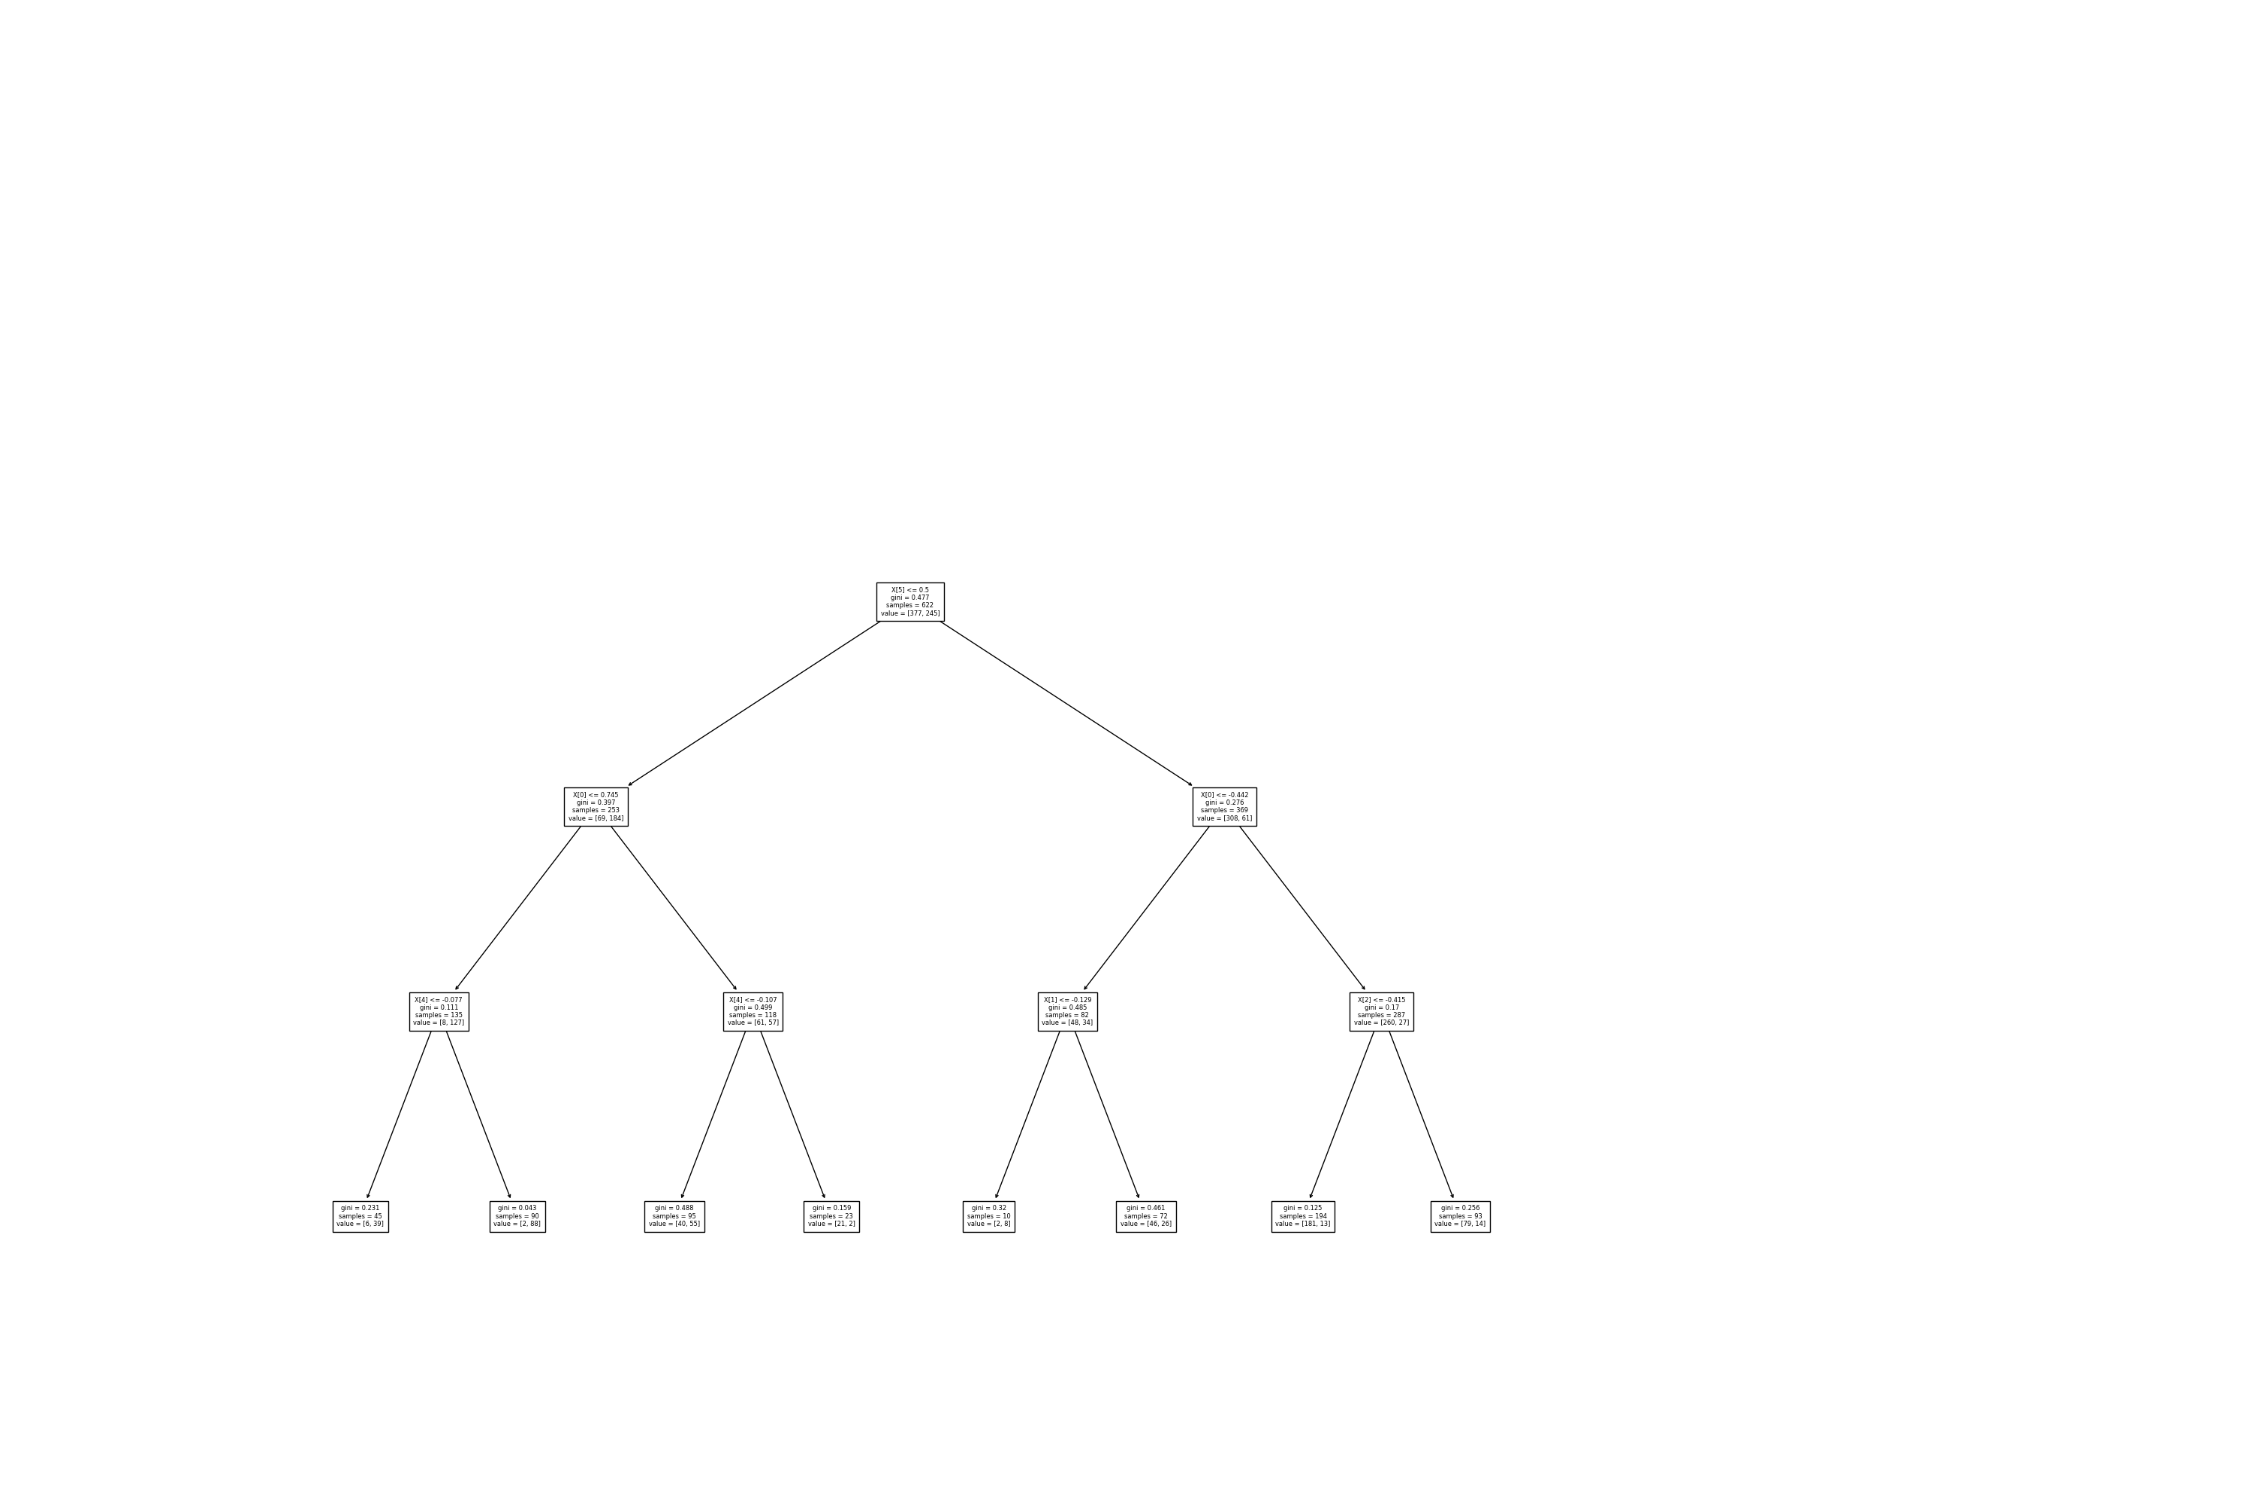 X[5] <= 0.5
gini = 0.477
samples = 622
value = [377, 245]
X[0] <= 0.745
gini = 0.397
samples = 253
value = [69, 184]
X[0] <= -0.442
gini = 0.276
samples = 369
value = [308, 61]
X[4] <= -0.077
gini = 0.111
samples = 135
value = [8, 127]
X[4] <= -0.107
gini = 0.499
samples = 118
value = [61, 57]
X[1] <= -0.129
gini = 0.485
samples = 82
value = [48, 34]
X[2] <= -0.415
gini = 0.17
samples = 287
value = [260, 27]
gini = 0.231
samples = 45
value = [6, 39]
gini = 0.043
samples = 90
value = [2, 88]
gini = 0.488
samples = 95
value = [40, 55]
gini = 0.159
samples = 23
value = [21, 2]
gini = 0.32
samples = 10
value = [2, 8]
gini = 0.461
samples = 72
value = [46, 26]
gini = 0.125
samples = 194
value = [181, 13]
gini = 0.256
samples = 93
value = [79, 14]